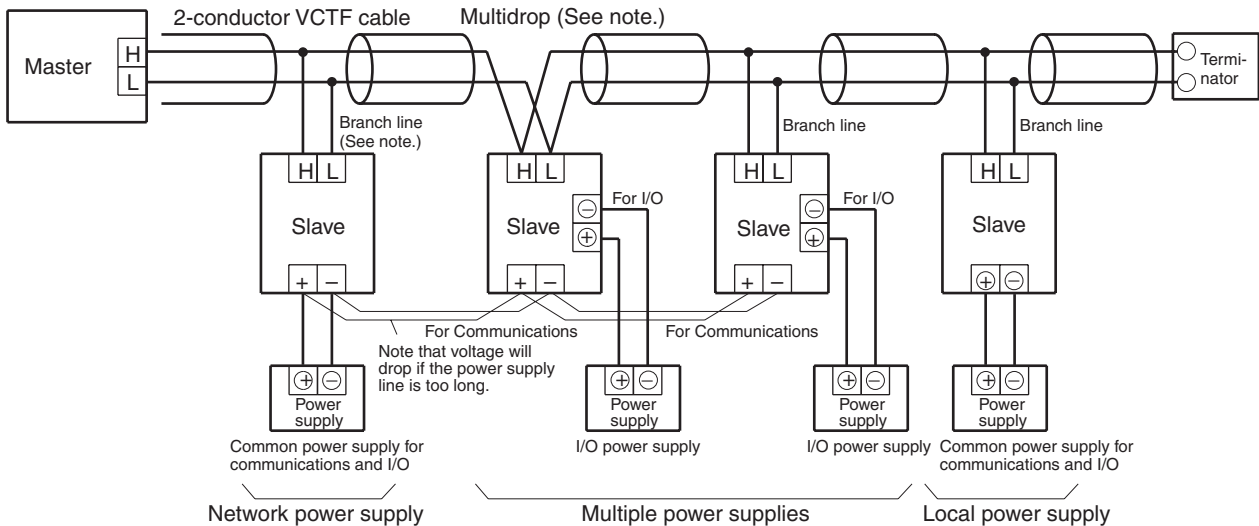 2-conductor VCTF cable
Multidrop (See note.)
Master
H
L
Termi-
nator
Branch line
(See note.)
Branch line
Branch line
H L
H L
H L
H L
Slave
Slave
Slave
Slave
For I/O
For I/O
−
+
−
+
+ −
+ −
+ −
+ −
For Communications
For Communications
Note that voltage will
drop if the power supply
line is too long.
+ −
+ −
+ −
+ −
Power
supply
Power
supply
Power
supply
Power
supply
Common power supply for
communications and I/O
I/O power supply
I/O power supply
Common power supply for
communications and I/O
Network power supply
Multiple power supplies
Local power supply